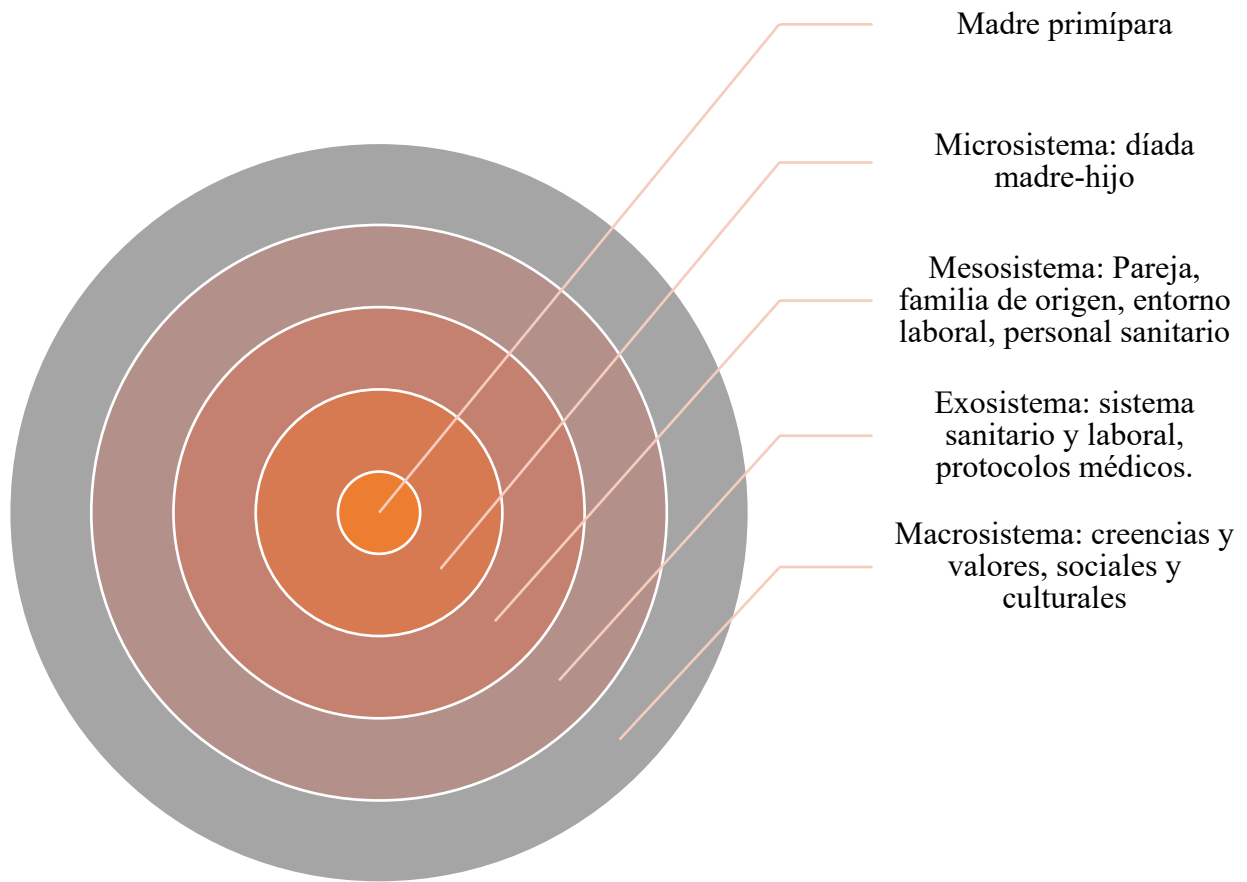 Madre primípara
Microsistema: díada
madre-hijo
Mesosistema: Pareja,
familia de origen, entorno
laboral, personal sanitario
Exosistema: sistema
sanitario y laboral,
protocolos médicos.
Macrosistema: creencias y
valores, sociales y
culturales